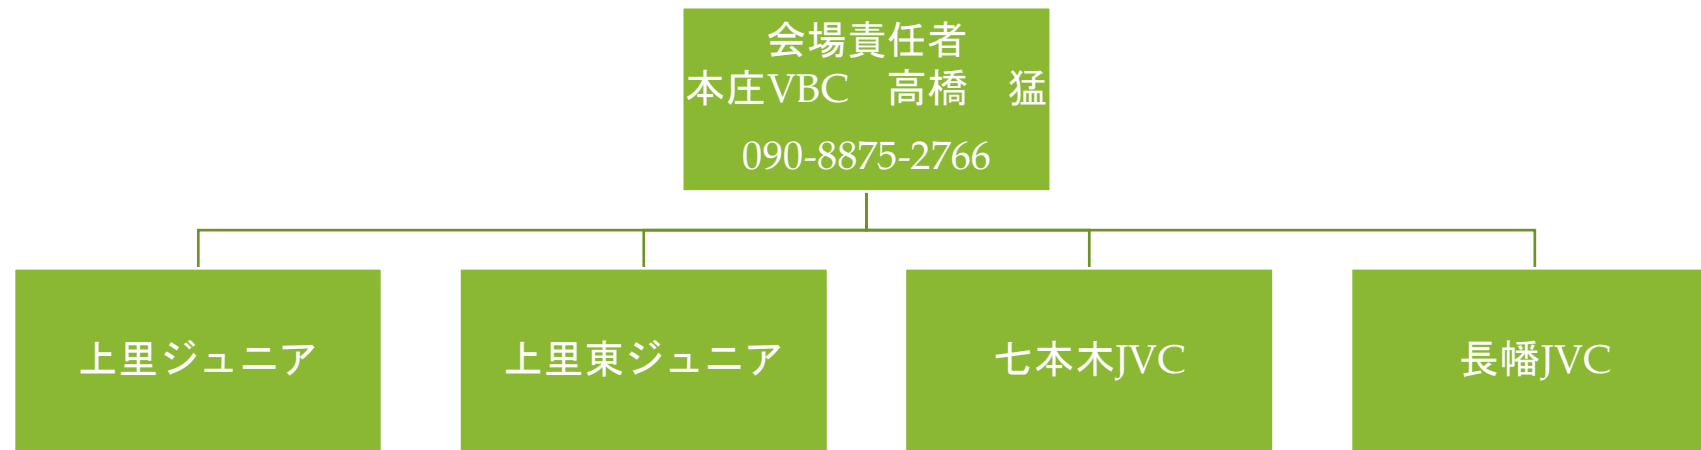 会場責任者
本庄VBC　高橋　猛
090-8875-2766
上里ジュニア
上里東ジュニア
七本木JVC
長幡JVC